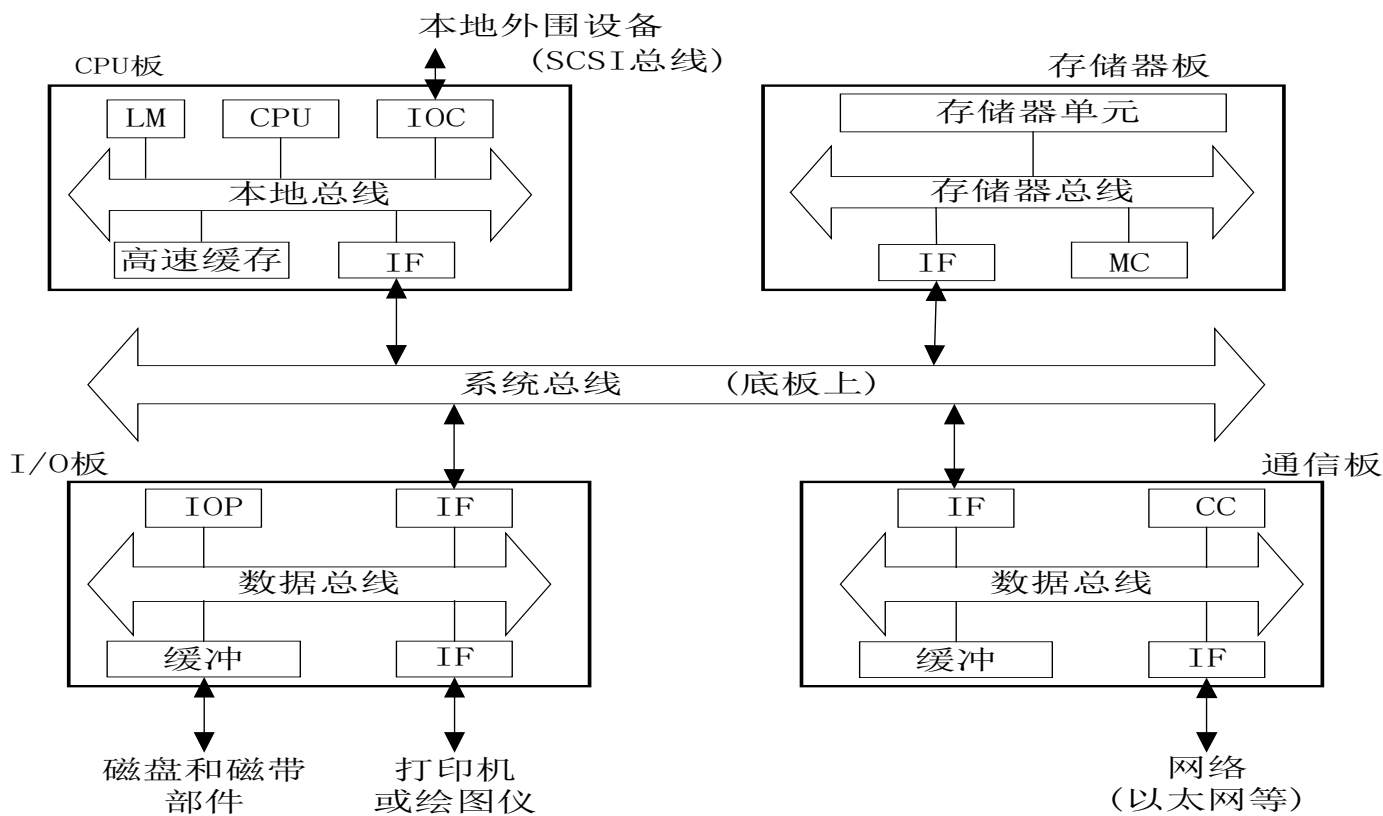 本地外围设备
(SCSI总线)
CPU板
LM
CPU
IOC
本地总线
高速缓存
IF
存储器板
存储器单元
存储器总线
IF
MC
系统总线 (底板上)
I/O板
IOP
IF
数据总线
缓冲
IF
磁盘和磁带
部件
打印机
或绘图仪
通信板
IF
CC
数据总线
缓冲
IF
网络
(以太网等)